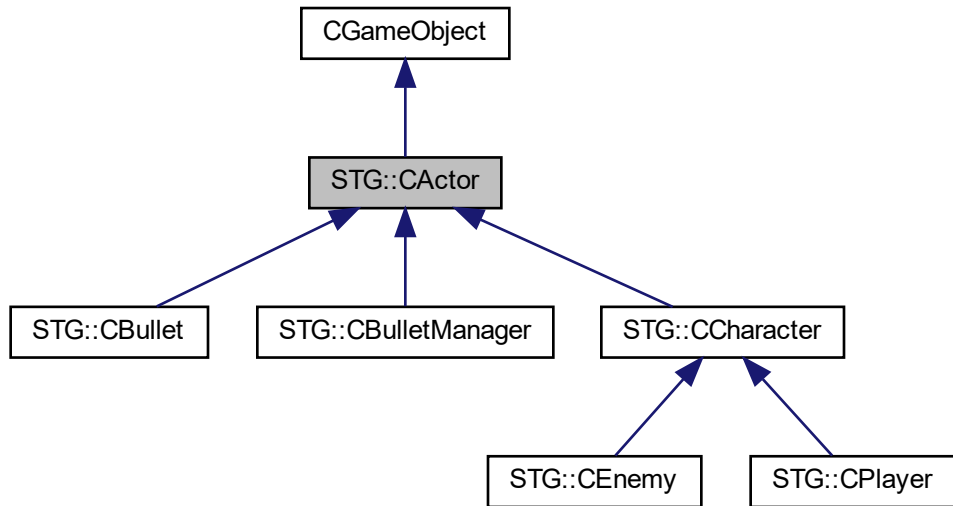 CGameObject
STG::CActor
STG::CBullet
STG::CBulletManager
STG::CCharacter
STG::CEnemy
STG::CPlayer